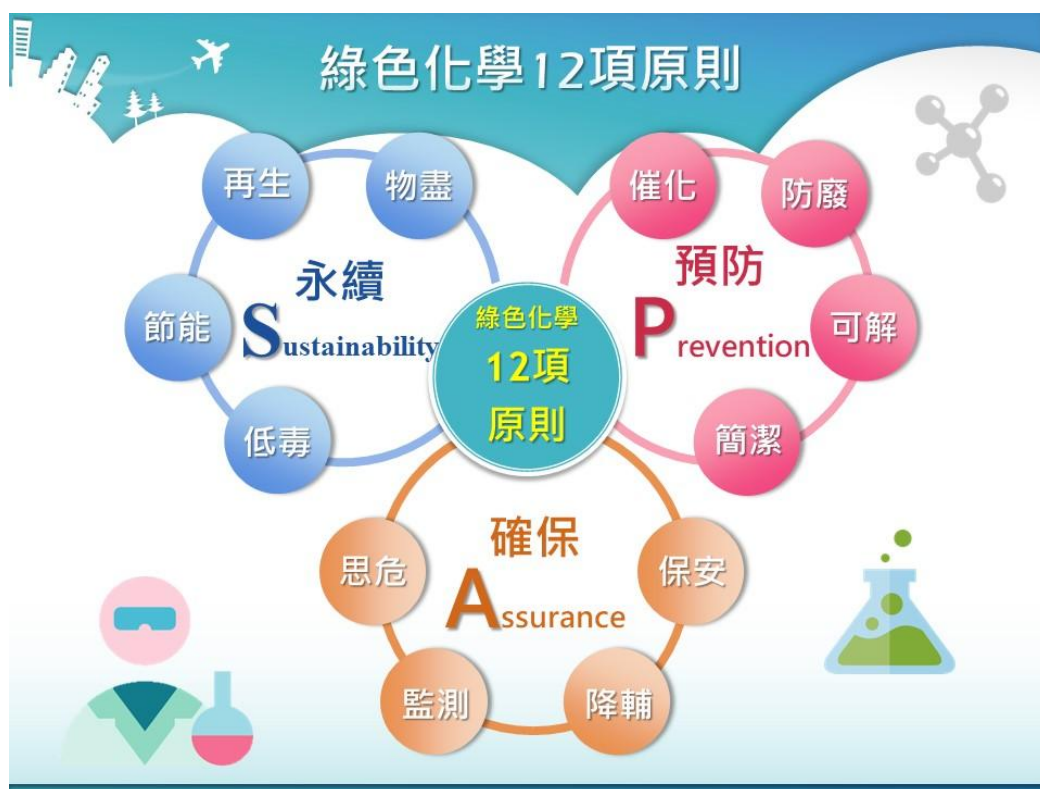 綠色化學12項原則
再生
物盡
節能
低毒
永續
Sustainability
催化
防廢
可解
簡潔
預防
Prevention
綠色化學
12項
原則
確保
Assurance
思危
保安
監測
降輔